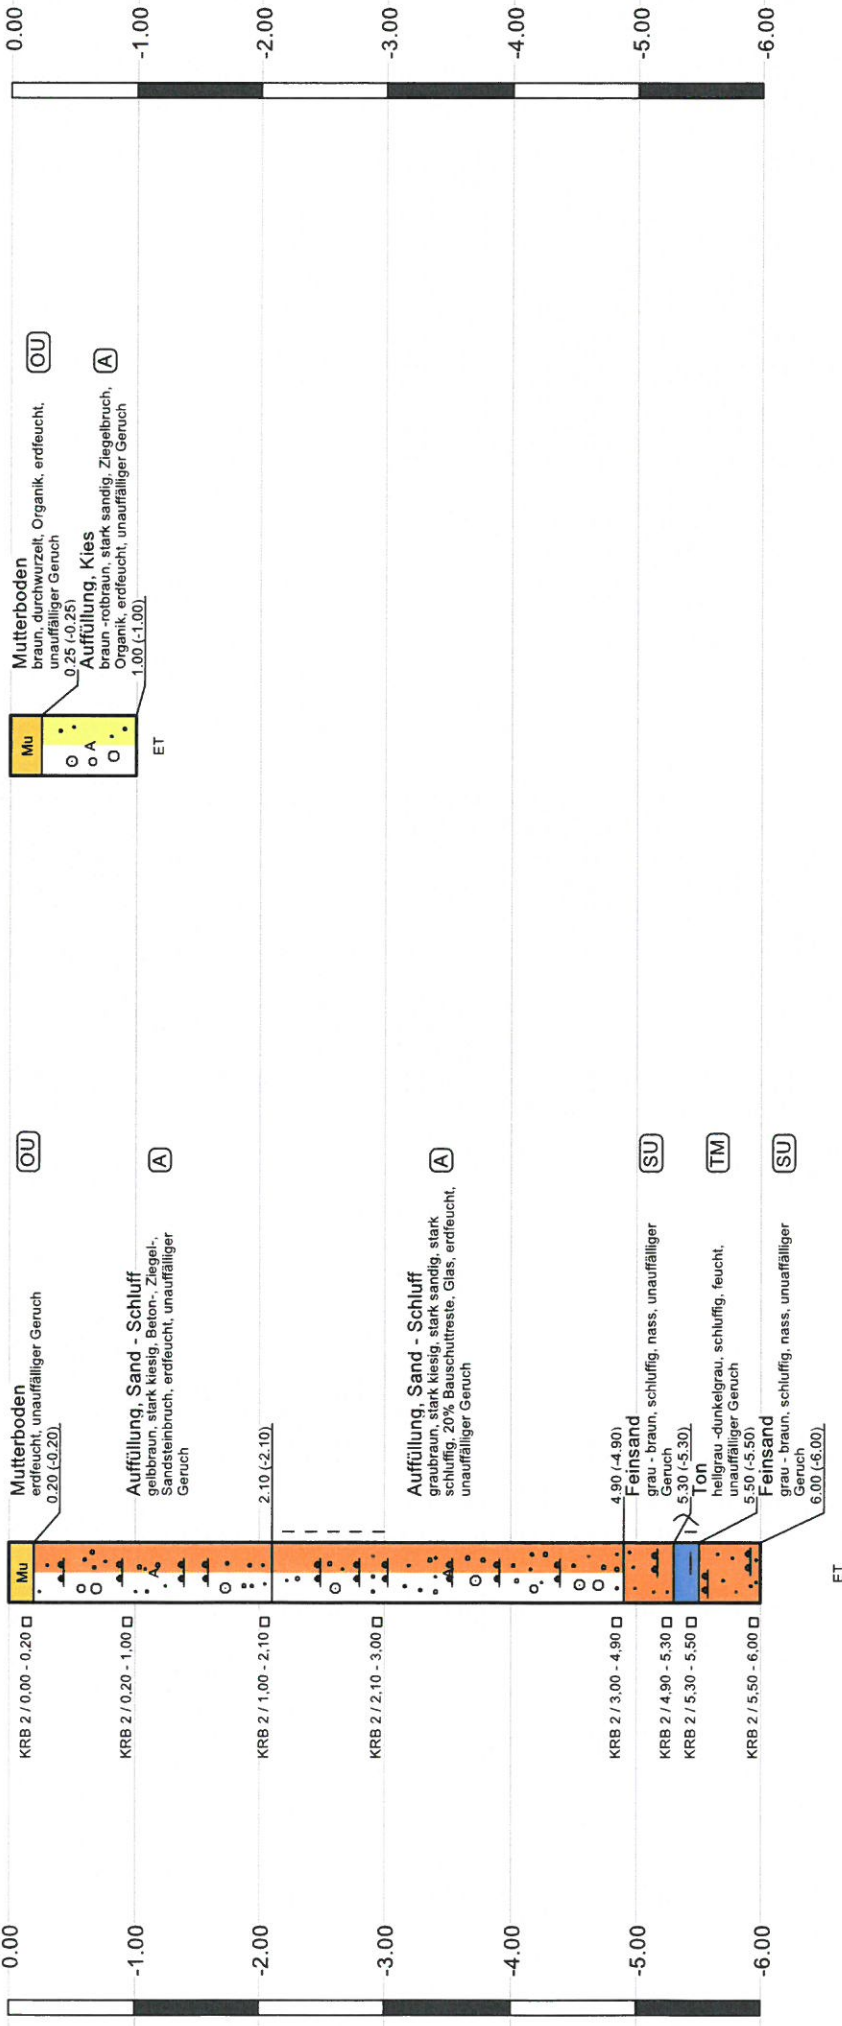 0.00
-1.00
-2.00
-3.00
-4.00
-5.00
-6.00
KRB 2 / 0,00 - 0,20
KRB 2 / 0,20 - 1,00
KRB 2 / 1,00 - 2,10
KRB 2 / 2,10 - 3,00
KRB 2 / 3,00 - 4,90
KRB 2 / 4,90 - 5,30
KRB 2 / 5,30 - 5,50
KRB 2 / 5,50 - 6,00
Mu
A
A
ET
Mutterboden
erdfeucht, unauffälliger Geruch
0.20 (-0.20)
OU
Auffüllung, Sand - Schluff
gelbbraun, stark kiesig, Beton-, Ziegel-,
Sandsteinbruch, erdfeucht, unauffälliger
Geruch
A
2.10 (-2.10)
Auffüllung, Sand - Schluff
graubraun, stark kiesig, stark sandig, stark
schluffig, 20% Bauschuttreste, Glas, erdfeucht,
unauffälliger Geruch
A
4.90 (-4.90)
Feinsand
grau - braun, schluffig, nass, unauffälliger
Geruch
SU
5.30 (-5.30)
Ton
hellgrau -dunkelgrau, schluffig, feucht,
unauffälliger Geruch
TM
5.50 (-5.50)
Feinsand
grau - braun, schluffig, nass, unuaffälliger
Geruch
SU
6.00 (-6.00)
Mu
A
ET
Mutterboden
braun, durchwurzelt, Organik, erdfeucht,
unauffälliger Geruch
OU
0.25 (-0.25)
Auffüllung, Kies
braun -rotbraun, stark sandig, Ziegelbruch,
Organik, erdfeucht, unauffälliger Geruch
A
1.00 (-1.00)
0.00
-1.00
-2.00
-3.00
-4.00
-5.00
-6.00